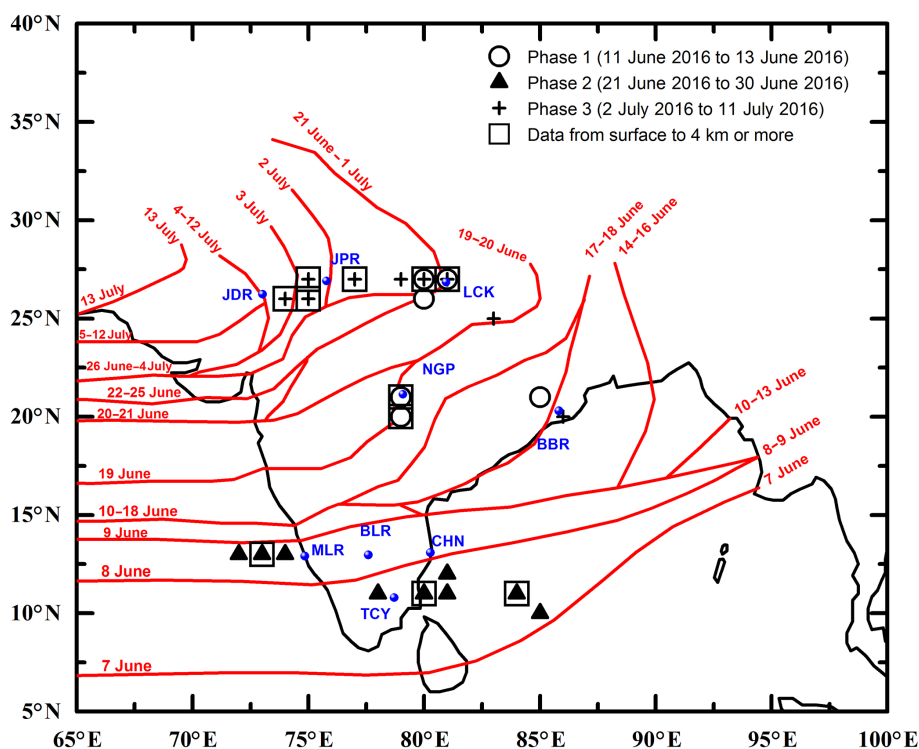 40°N
35°N
30°N
25°N
20°N
15°N
10°N
5°N
65°E
70°E
75°E
80°E
85°E
90°E
95°E
100°E
Phase 1 (11 June 2016 to 13 June 2016)
Phase 2 (21 June 2016 to 30 June 2016)
Phase 3 (2 July 2016 to 11 July 2016)
Data from surface to 4 km or more
21 June–1 July
2 July
3 July
4–12 July
13 July
13 July
5–12 July
26 June–4July
22–25 June
20–21 June
19 June
10–18 June
9 June
8 June
7 June
19–20 June
17–18 June
14–16 June
10–13 June
8–9 June
7 June
JPR
JDR
LCK
NGP
BBR
BLR
CHN
MLR
TCY